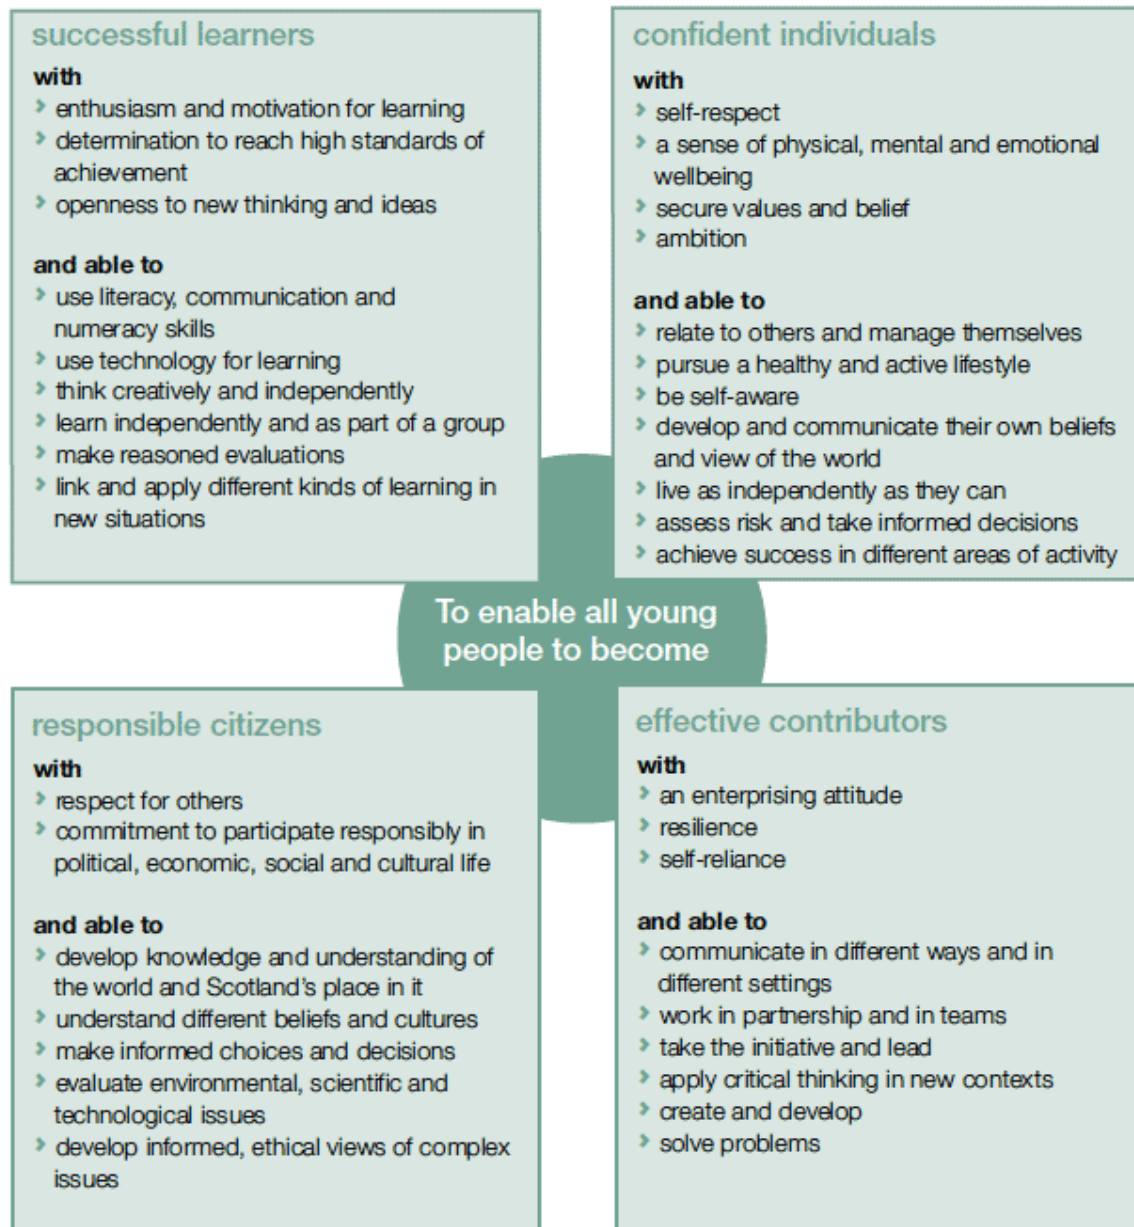 successful learners
with
› enthusiasm and motivation for learning
› determination to reach high standards of
achievement
› openness to new thinking and ideas
and able to
› use literacy, communication and
numeracy skills
› use technology for learning
› think creatively and independently
› learn independently and as part of a group
› make reasoned evaluations
› link and apply different kinds of learning in
new situations
confident individuals
with
› self-respect
› a sense of physical, mental and emotional
wellbeing
› secure values and belief
› ambition
and able to
› relate to others and manage themselves
› pursue a healthy and active lifestyle
› be self-aware
› develop and communicate their own beliefs
and view of the world
› live as independently as they can
› assess risk and take informed decisions
› achieve success in different areas of activity
To enable all young
people to become
responsible citizens
with
› respect for others
› commitment to participate responsibly in
political, economic, social and cultural life
and able to
› develop knowledge and understanding of
the world and Scotland's place in it
› understand different beliefs and cultures
› make informed choices and decisions
› evaluate environmental, scientific and
technological issues
› develop informed, ethical views of complex
issues
effective contributors
with
› an enterprising attitude
› resilience
› self-reliance
and able to
› communicate in different ways and in
different settings
› work in partnership and in teams
› take the initiative and lead
› apply critical thinking in new contexts
› create and develop
› solve problems